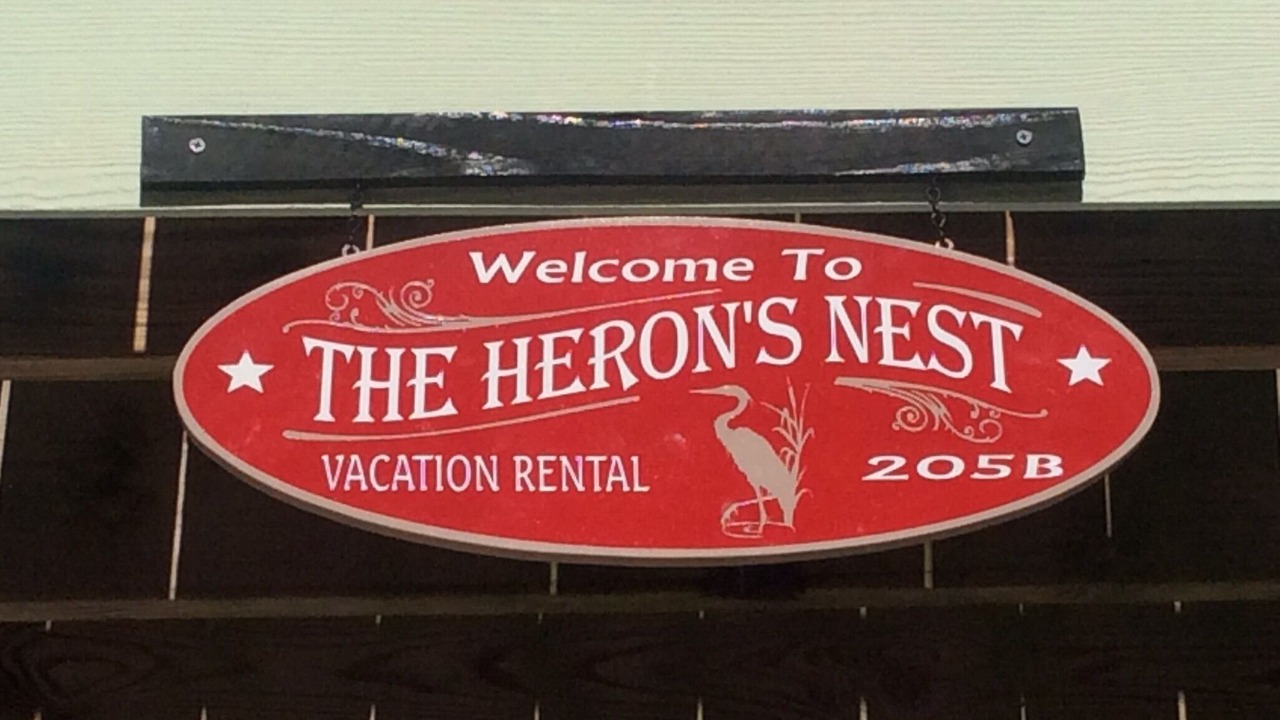 Welcome To
THE HERON'S NEST
VACATION RENTAL
205B